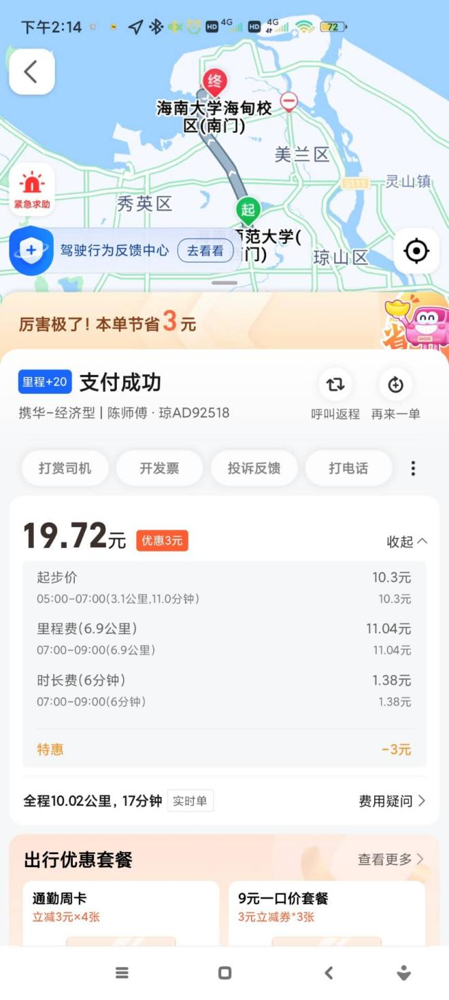 下午2:14
HD 4G HD 4G 72
终
海南大学海甸校
区(南门)
美兰区
S111
灵山镇
紧急求助
秀英区
起
师范大学(
门)
琼山区
驾驶行为反馈中心
去看看
厉害极了!本单节省3元
省
里程+20 支付成功
携华-经济型 | 陈师傅 · 琼AD92518
呼叫返程 再来一单
打赏司机 开发票 投诉反馈 打电话
19.72元 优惠3元 收起
起步价 10.3元
05:00-07:00(3.1公里,11.0分钟) 10.3元
里程费(6.9公里) 11.04元
07:00-09:00(6.9公里) 11.04元
时长费(6分钟) 1.38元
07:00-09:00(6分钟) 1.38元
特惠 -3元
全程10.02公里，17分钟 实时单 费用疑问
出行优惠套餐 查看更多
通勤周卡 9元一口价套餐
立减3元×4张 3元立减券*3张